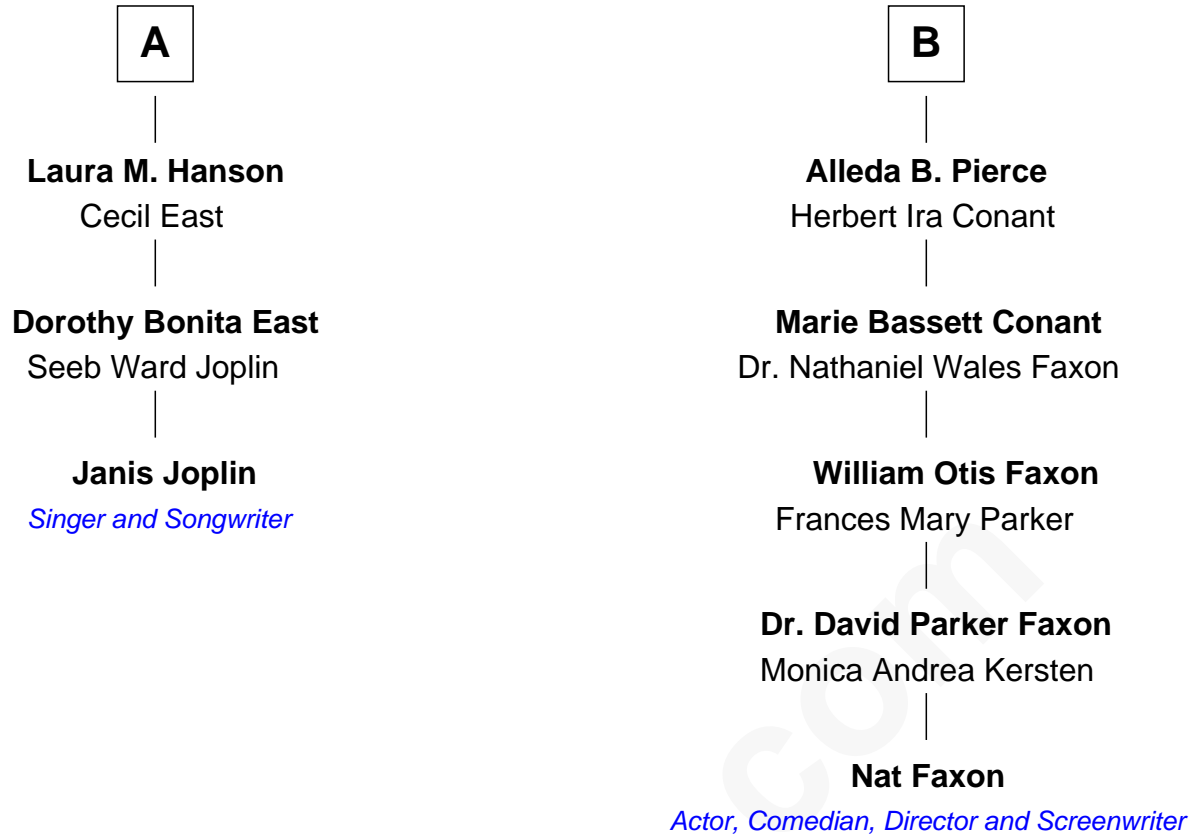 A
Laura M. Hanson
Cecil East
Dorothy Bonita East
Seeb Ward Joplin
Janis Joplin
Singer and Songwriter
B
Alleda B. Pierce
Herbert Ira Conant
Marie Bassett Conant
Dr. Nathaniel Wales Faxon
William Otis Faxon
Frances Mary Parker
Dr. David Parker Faxon
Monica Andrea Kersten
Nat Faxon
Actor, Comedian, Director and Screenwriter
com